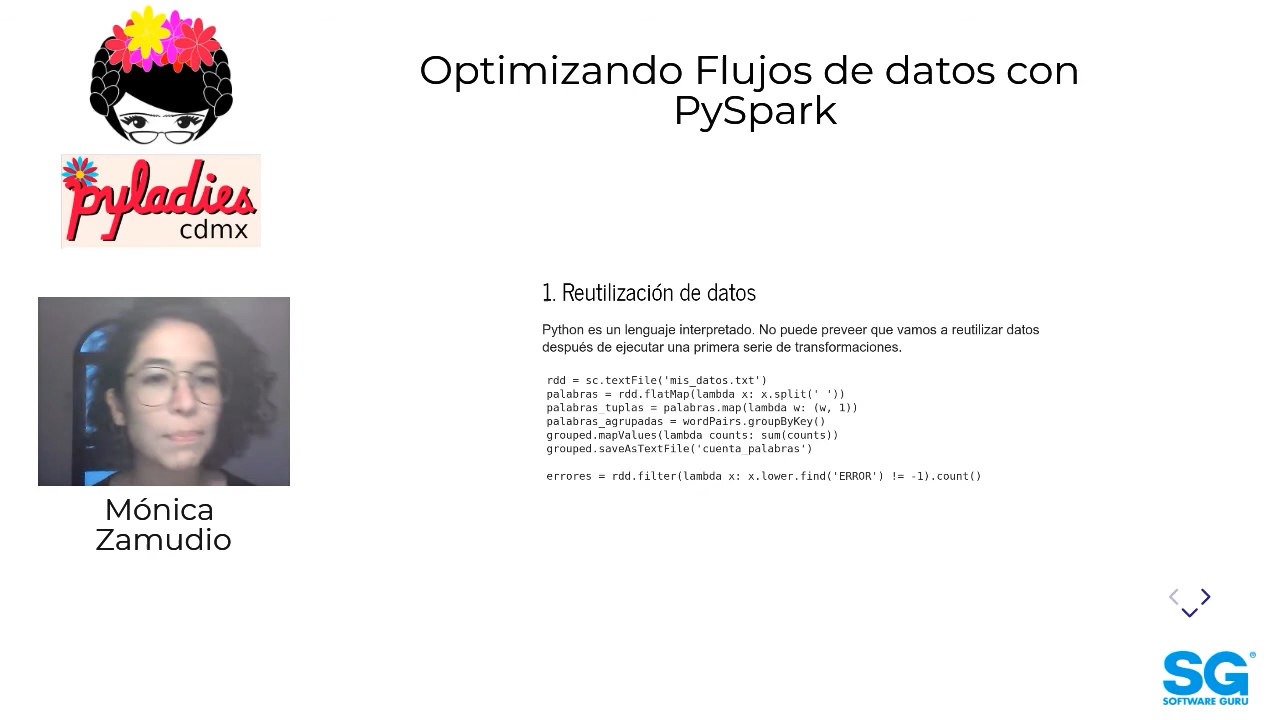 Optimizando Flujos de datos con
PySpark
pyladies
cdmx
Mónica
Zamudio
1. Reutilización de datos
Python es un lenguaje interpretado. No puede preveer que vamos a reutilizar datos
después de ejecutar una primera serie de transformaciones.
rdd = sc.textFile('mis_datos.txt')
palabras = rdd.flatMap(lambda x: x.split(' '))
palabras_tuplas = palabras.map(lambda w: (w, 1))
palabras_agrupadas = wordPairs.groupByKey()
grouped.mapValues(lambda counts: sum(counts))
grouped.saveAsTextFile('cuenta_palabras')
errores = rdd.filter(lambda x: x.lower.find('ERROR') != -1).count()
SG®
SOFTWARE GURU